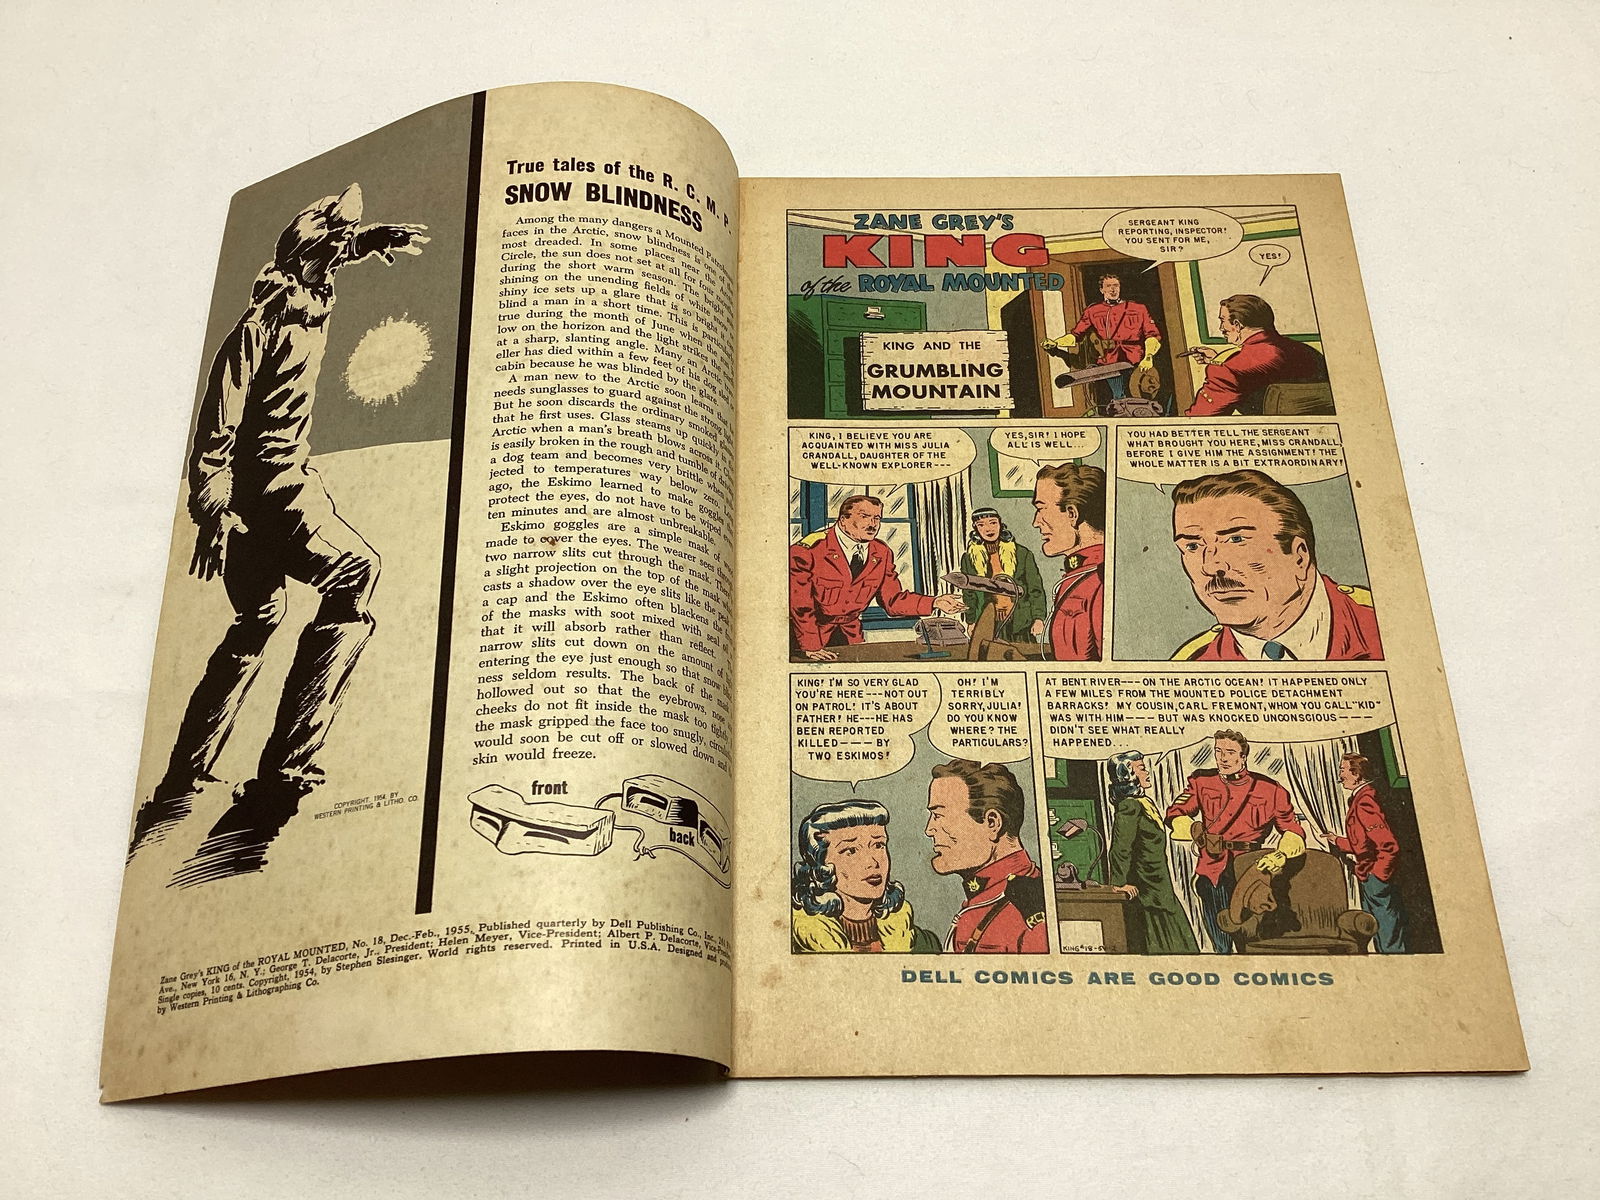 True tales of the R. C. M. P.
SNOW BLINDNESS
Among the many dangers a Mounted
faces in the Arctic, snow blindness is one of the
most dreaded. In some places near the
Circle, the sun does not set at all for four
during the short warm season. The bright
shining on the unending fields of white snow
shiny ice sets up a glare that is so bright
blind a man in a short time. This is particularly
true during the month of June when the
low on the horizon and the light strikes the
at a sharp, slanting angle. Many an Arctic
eller has died within a few feet of his dog
cabin because he was blinded by the glare.
A man new to the Arctic soon learns
needs sunglasses to guard against the strong
But he soon discards the ordinary smoked
that he first uses. Glass steams up quickly in the
Arctic when a man's breath blows across it.
is easily broken in the rough and tumble of
a dog team and becomes very brittle when
jected to temperatures way below zero.
ago, the Eskimo learned to make goggles
protect the eyes, do not have to be wiped
ten minutes and are almost unbreakable.
Eskimo goggles are a simple mask of
made to cover the eyes. The wearer sees
two narrow slits cut through the mask.
a slight projection on the top of the mask
casts a shadow over the eye slits like the
a cap and the Eskimo often blackens the
of the masks with soot mixed with seal
that it will absorb rather than reflect.
narrow slits cut down on the amount of
entering the eye just enough so that snow
ness seldom results. The back of the mask
hollowed out so that the eyebrows, nose
cheeks do not fit inside the mask too tightly.
the mask gripped the face too snugly,
would soon be cut off or slowed down and
skin would freeze.
front
back
COPYRIGHT, 1954, BY
WESTERN PRINTING & LITHO. CO.
Zane Grey's KING of the ROYAL MOUNTED, No. 18, Dec.-Feb., 1955. Published quarterly by Dell Publishing Co., Inc.
Ave., New York 16, N. Y.; George T. Delacorte, Jr., President; Helen Meyer, Vice-President; Albert P. Delacorte,
Single copies, 10 cents. Copyright, 1954, by Stephen Slesinger. World rights reserved. Printed in U.S.A. Designed and
by Western Printing & Lithographing Co.
ZANE GREY'S
KING
of the ROYAL MOUNTED
KING AND THE
GRUMBLING
MOUNTAIN
SERGEANT KING
REPORTING, INSPECTOR!
YOU SENT FOR ME,
SIR?
YES!
KING, I BELIEVE YOU ARE
ACQUAINTED WITH MISS JULIA
CRANDALL, DAUGHTER OF THE
WELL-KNOWN EXPLORER---
YES, SIR! I HOPE
ALL IS WELL...
YOU HAD BETTER TELL THE SERGEANT
WHAT BROUGHT YOU HERE, MISS CRANDALL,
BEFORE I GIVE HIM THE ASSIGNMENT! THE
WHOLE MATTER IS A BIT EXTRAORDINARY!
KING! I'M SO VERY GLAD
YOU'RE HERE---NOT OUT
ON PATROL! IT'S ABOUT
FATHER! HE---HE HAS
BEEN REPORTED
KILLED---- BY
TWO ESKIMOS!
OH! I'M
TERRIBLY
SORRY, JULIA!
DO YOU KNOW
WHERE? THE
PARTICULARS?
AT BENT RIVER--- ON THE ARCTIC OCEAN! IT HAPPENED ONLY
A FEW MILES FROM THE MOUNTED POLICE DETACHMENT
BARRACKS! MY COUSIN, CARL FREMONT, WHOM YOU CALL "KID"
WAS WITH HIM---- BUT WAS KNOCKED UNCONSCIOUS----
DIDN'T SEE WHAT REALLY
HAPPENED...
DELL COMICS ARE GOOD COMICS